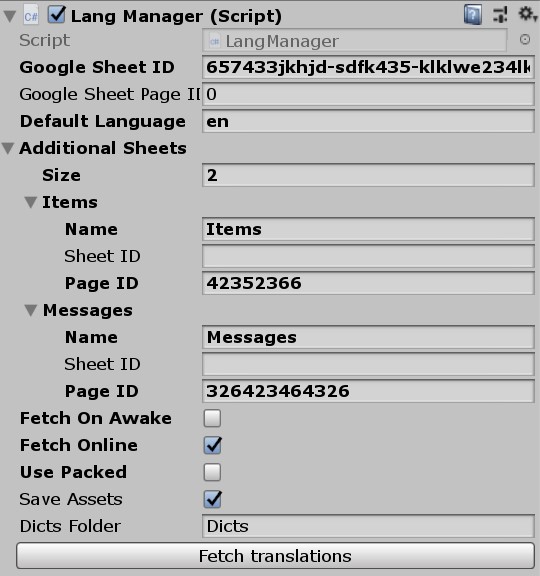 Lang Manager (Script)
Script LangManager
Google Sheet ID 657433jkhjd-sdfk435-klklwe234lk
Google Sheet Page ID 0
Default Language en
Additional Sheets
Size 2
Items
Name Items
Sheet ID
Page ID 42352366
Messages
Name Messages
Sheet ID
Page ID 326423464326
Fetch On Awake
Fetch Online
Use Packed
Save Assets
Dicts Folder Dicts
Fetch translations